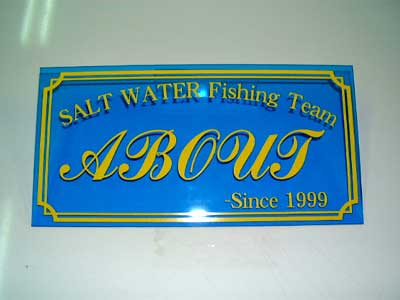 SALT WATER Fishing Team
ABOUT
-Since 1999